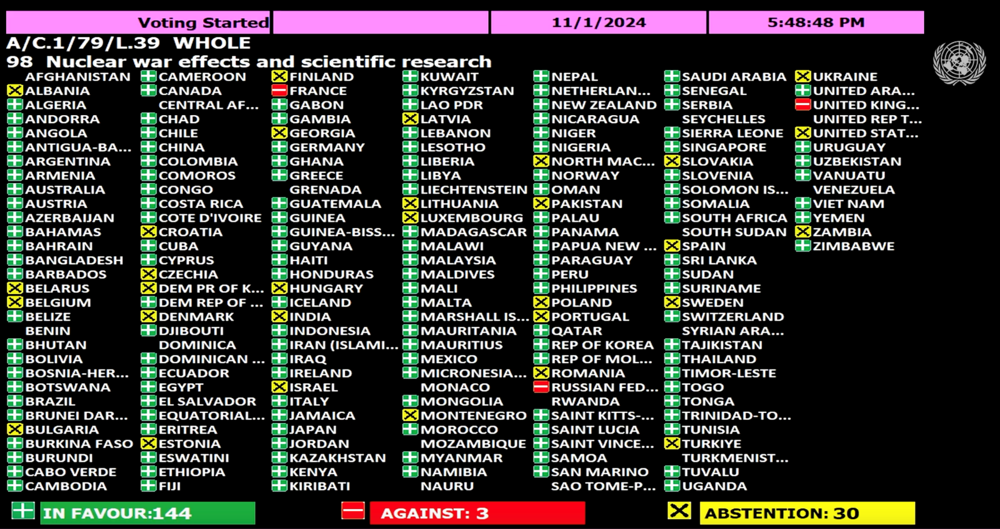 Voting Started 11/1/2024 5:48:48 PM
A/C.1/79/L.39 WHOLE
98 Nuclear war effects and scientific research
AFGHANISTAN CAMEROON FINLAND KUWAIT NEPAL SAUDI ARABIA UKRAINE
ALBANIA CANADA FRANCE KYRGYZSTAN NETHERLAN... SENEGAL UNITED ARA...
ALGERIA CENTRAL AF... GABON LAO PDR NEW ZEALAND SERBIA UNITED KING...
ANDORRA CHAD GAMBIA LATVIA NICARAGUA SEYCHELLES UNITED REP T...
ANGOLA CHILE GEORGIA LEBANON NIGER SIERRA LEONE UNITED STAT...
ANTIGUA-BA... CHINA GERMANY LESOTHO NIGERIA SINGAPORE URUGUAY
ARGENTINA COLOMBIA GHANA LIBERIA NORTH MAC... SLOVAKIA UZBEKISTAN
ARMENIA COMOROS GREECE LIBYA NORWAY SLOVENIA VANUATU
AUSTRALIA CONGO GRENADA LIECHTENSTEIN OMAN SOLOMON IS... VENEZUELA
AUSTRIA COSTA RICA GUATEMALA LITHUANIA PAKISTAN SOMALIA VIET NAM
AZERBAIJAN COTE D'IVOIRE GUINEA LUXEMBOURG PALAU SOUTH AFRICA YEMEN
BAHAMAS CROATIA GUINEA-BISS... MADAGASCAR PANAMA SOUTH SUDAN ZAMBIA
BAHRAIN CUBA GUYANA MALAWI PAPUA NEW ... SPAIN ZIMBABWE
BANGLADESH CYPRUS HAITI MALAYSIA PARAGUAY SRI LANKA
BARBADOS CZECHIA HONDURAS MALDIVES PERU SUDAN
BELARUS DEM PR OF K... HUNGARY MALI PHILIPPINES SURINAME
BELGIUM DEM REP OF ... ICELAND MALTA POLAND SWEDEN
BELIZE DENMARK INDIA MARSHALL IS... PORTUGAL SWITZERLAND
BENIN DJIBOUTI INDONESIA MAURITANIA QATAR SYRIAN ARA...
BHUTAN DOMINICA IRAN (ISLAMI... MAURITIUS REP OF KOREA TAJIKISTAN
BOLIVIA DOMINICAN ... IRAQ MEXICO REP OF MOL... THAILAND
BOSNIA-HER... ECUADOR IRELAND MICRONESIA... ROMANIA TIMOR-LESTE
BOTSWANA EGYPT ISRAEL MONACO RUSSIAN FED... TOGO
BRAZIL EL SALVADOR ITALY MONGOLIA RWANDA TONGA
BRUNEI DAR... EQUATORIAL... JAMAICA MONTENEGRO SAINT KITTS-... TRINIDAD-TO...
BULGARIA ERITREA JAPAN MOROCCO SAINT LUCIA TUNISIA
BURKINA FASO ESTONIA JORDAN MOZAMBIQUE SAINT VINCE... TURKIYE
BURUNDI ESWATINI KAZAKHSTAN MYANMAR SAMOA TURKMENIST...
CABO VERDE ETHIOPIA KENYA NAMIBIA SAN MARINO TUVALU
CAMBODIA FIJI KIRIBATI NAURU SAO TOME-P... UGANDA
IN FAVOUR:144 AGAINST: 3 ABSTENTION: 30